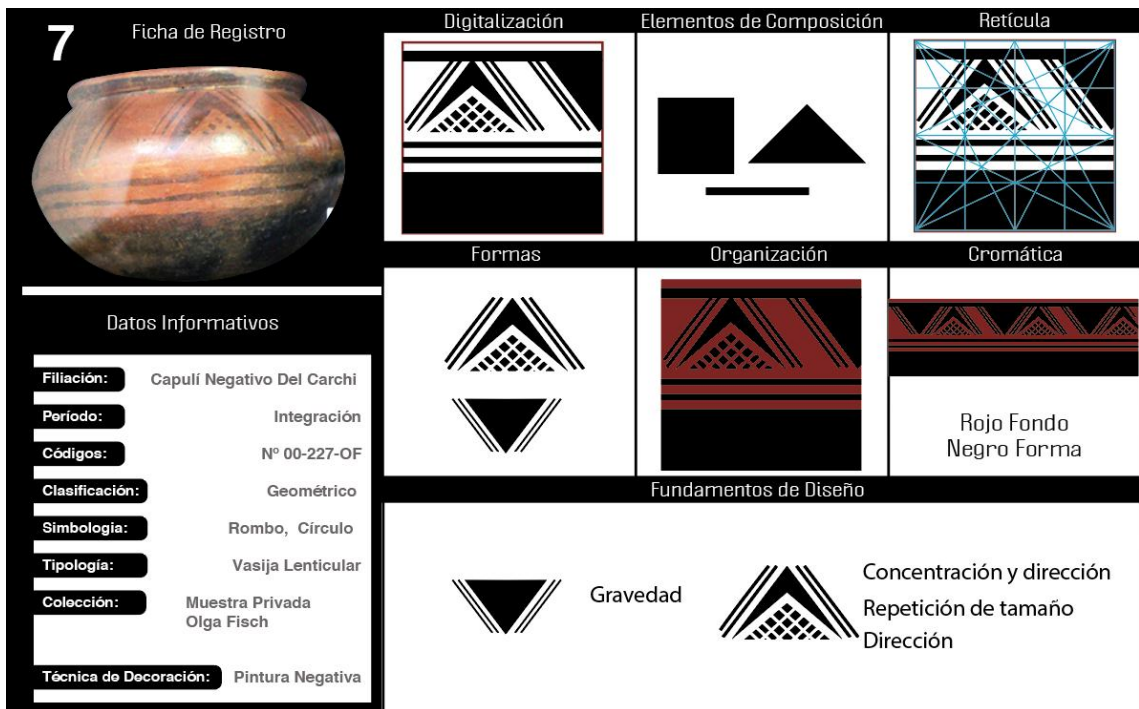 7
Ficha de Registro
Datos Informativos
Filiación: Capulí Negativo Del Carchi
Período: Integración
Códigos: Nº 00-227-OF
Clasificación: Geométrico
Simbologia: Rombo, Círculo
Tipología: Vasija Lenticular
Colección: Muestra Privada
Olga Fisch
Técnica de Decoración: Pintura Negativa
Digitalización
Elementos de Composición
Retícula
Formas
Organización
Cromática
Rojo Fondo
Negro Forma
Fundamentos de Diseño
Gravedad
Concentración y dirección
Repetición de tamaño
Dirección